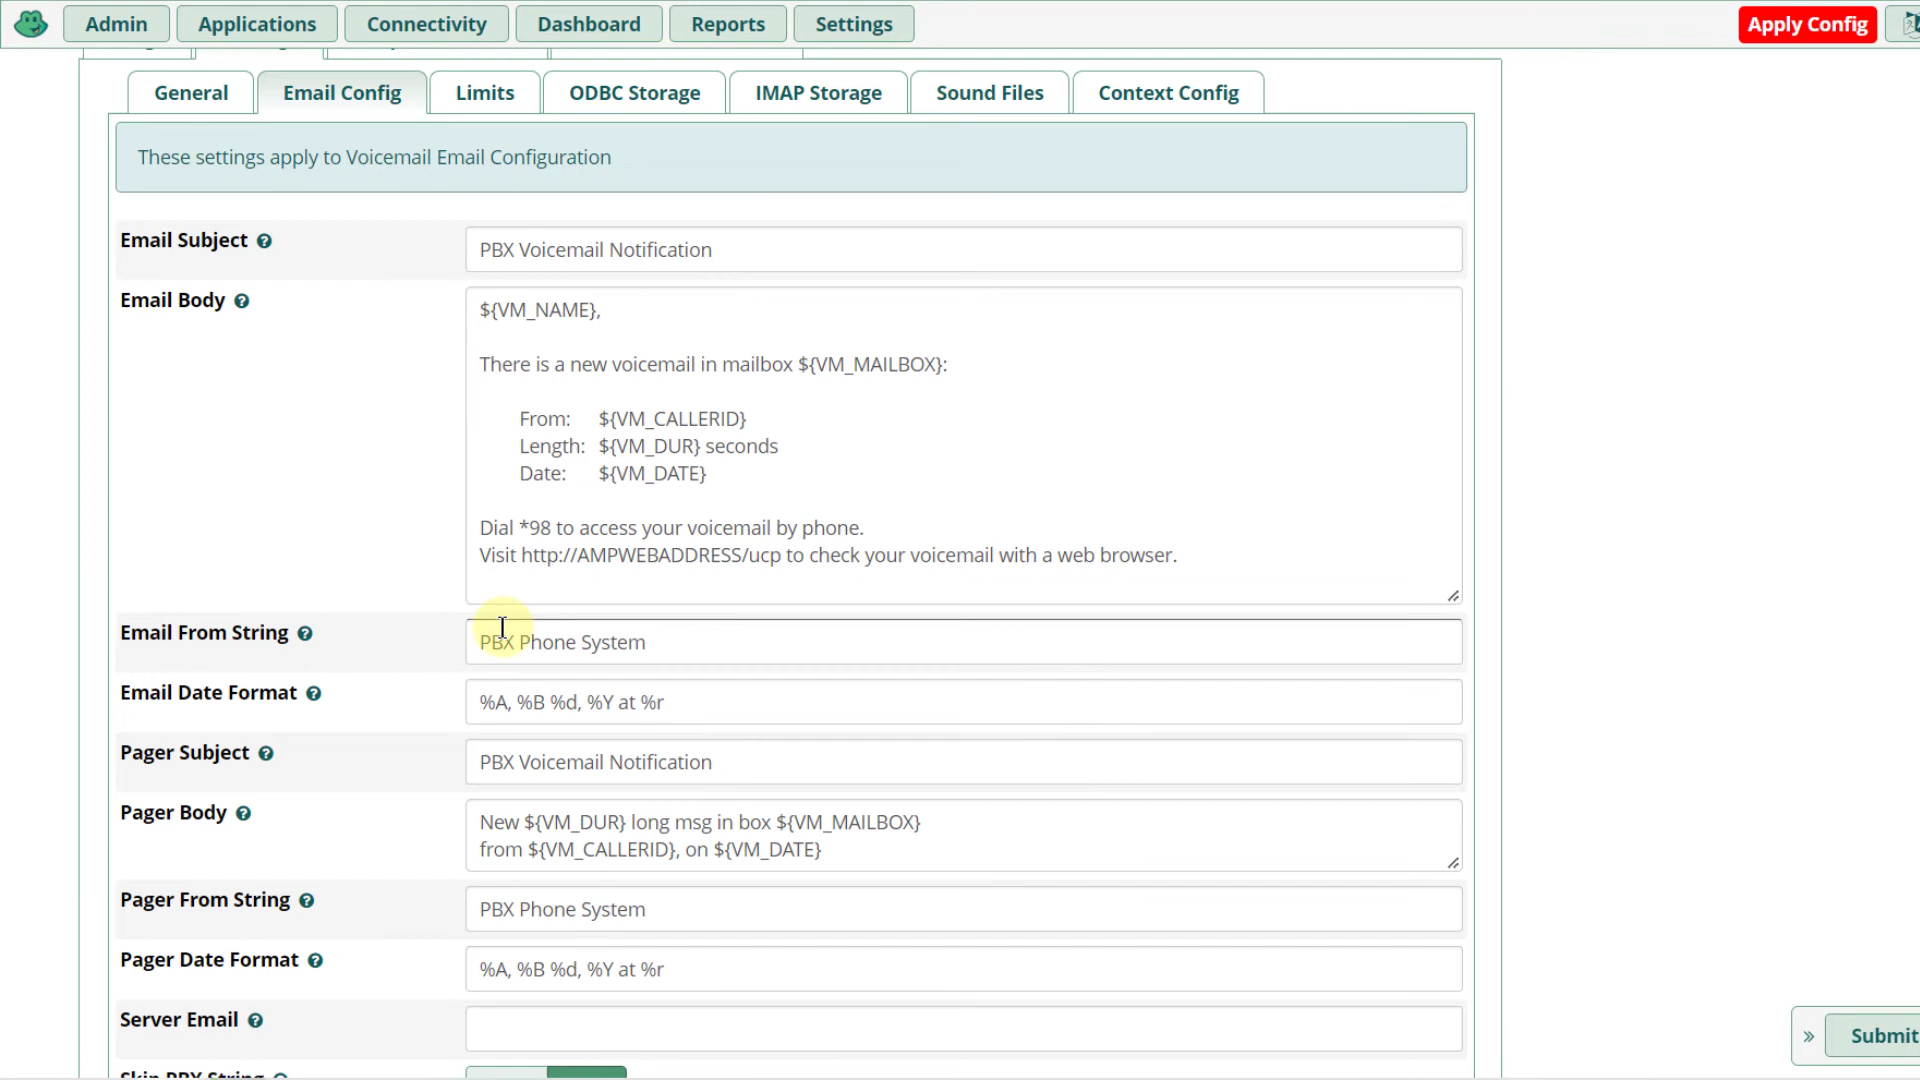 Admin Applications Connectivity Dashboard Reports Settings Apply Config
General Email Config Limits ODBC Storage IMAP Storage Sound Files Context Config
These settings apply to Voicemail Email Configuration
Email Subject PBX Voicemail Notification
Email Body
${VM_NAME},
There is a new voicemail in mailbox ${VM_MAILBOX}:
From: ${VM_CALLERID}
Length: ${VM_DUR} seconds
Date: ${VM_DATE}
Dial *98 to access your voicemail by phone.
Visit http://AMPWEBADDRESS/ucp to check your voicemail with a web browser.
Email From String PBX Phone System
Email Date Format %A, %B %d, %Y at %r
Pager Subject PBX Voicemail Notification
Pager Body New ${VM_DUR} long msg in box ${VM_MAILBOX}
from ${VM_CALLERID}, on ${VM_DATE}
Pager From String PBX Phone System
Pager Date Format %A, %B %d, %Y at %r
Server Email
» Submit
Skip PBX String